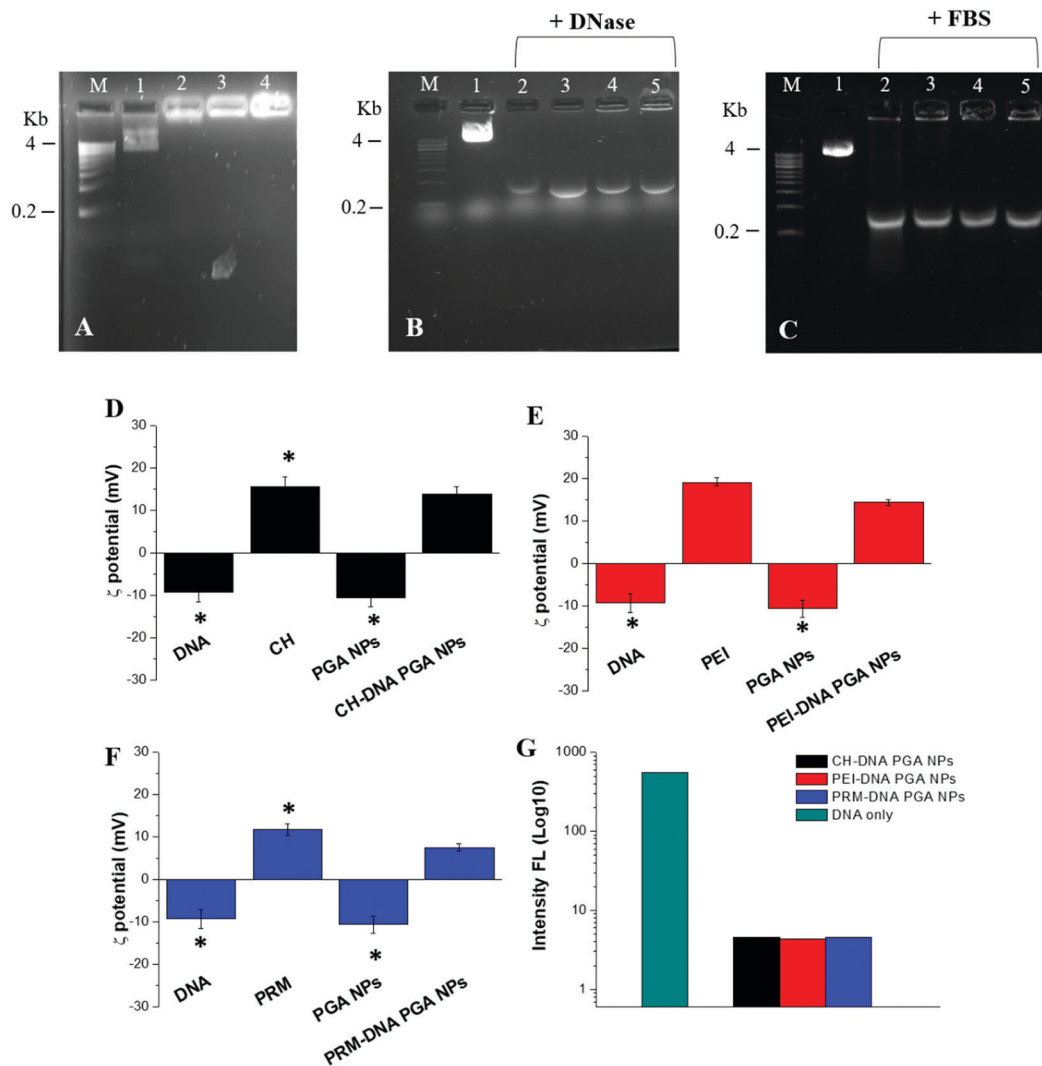 + DNase
+ FBS
M 1 2 3 4
Kb
4
0.2
A
M 1 2 3 4 5
4
0.2
B
M 1 2 3 4 5
4
0.2
C
D
30
20
10
0
-10
-20
-30
ζ potential (mV)
*
*
*
DNA
CH
PGA NPs
CH-DNA PGA NPs
E
30
20
10
0
-10
-20
-30
ζ potential (mV)
*
*
DNA
PEI
PGA NPs
PEI-DNA PGA NPs
F
30
20
10
0
-10
-20
-30
ζ potential (mV)
*
*
*
DNA
PRM
PGA NPs
PRM-DNA PGA NPs
G
1000
100
10
1
Intensity FL (Log10)
CH-DNA PGA NPs
PEI-DNA PGA NPs
PRM-DNA PGA NPs
DNA only